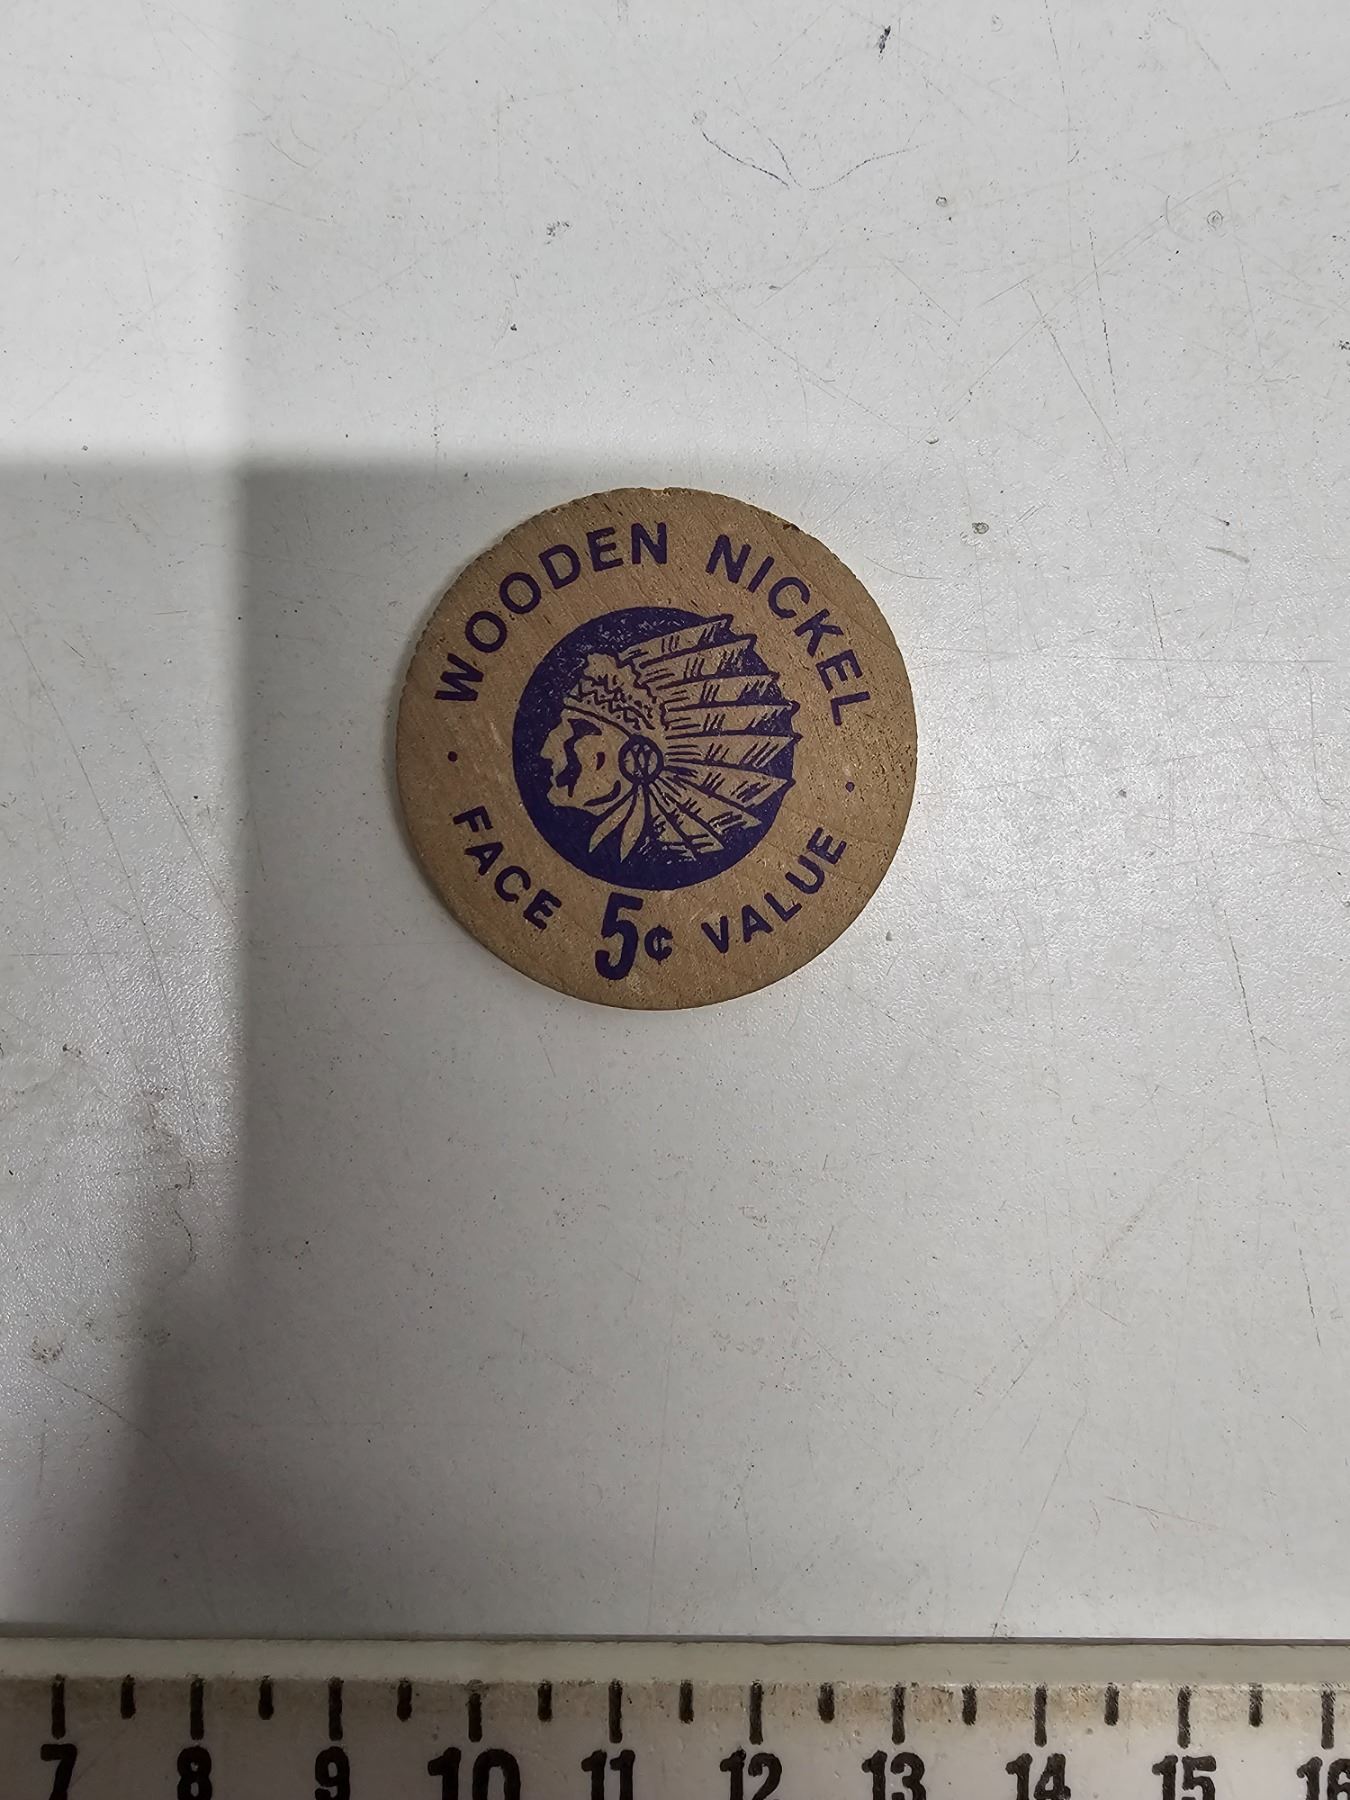 WOODEN NICKEL
FACE 5¢ VALUE
7 8 9 10 11 12 13 14 15 16